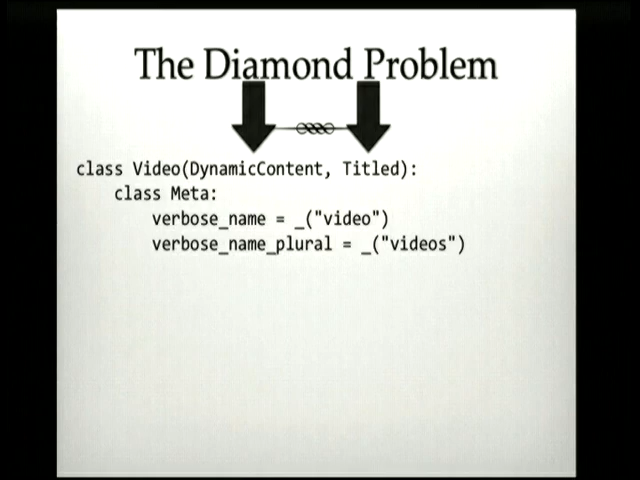 The Diamond Problem
class Video(DynamicContent, Titled):
class Meta:
verbose_name = _("video")
verbose_name_plural = _("videos")